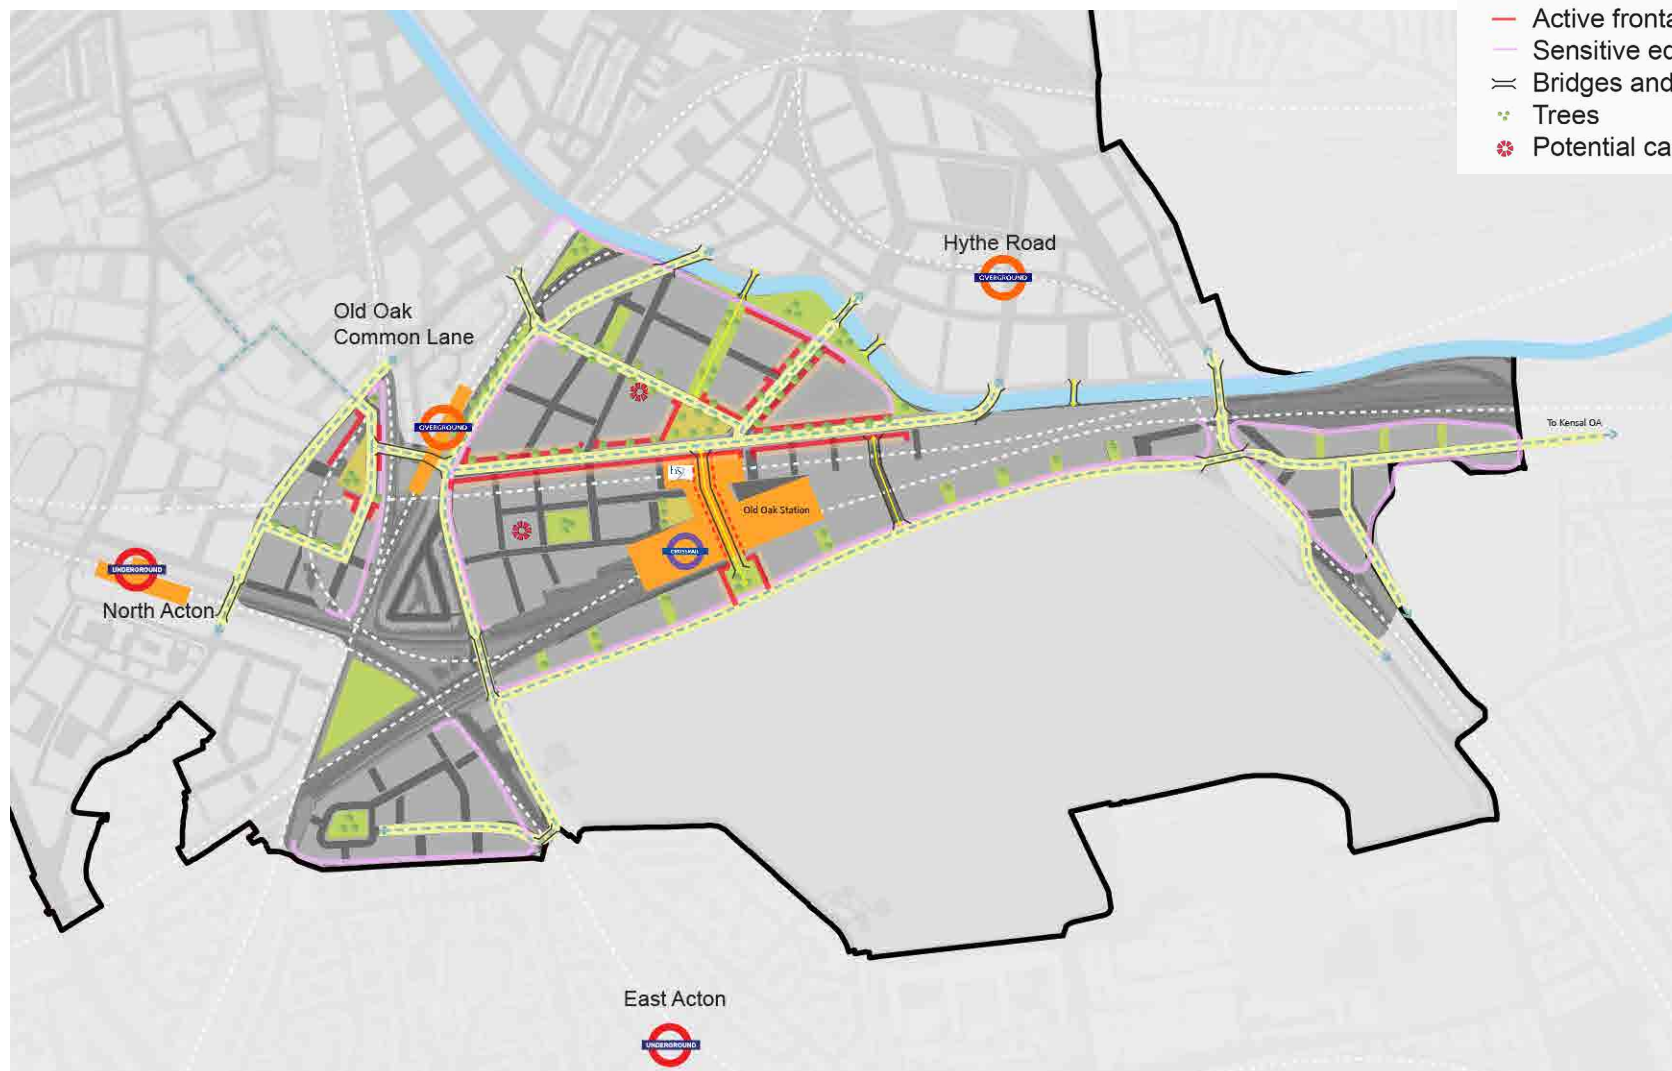 Active fronta
Sensitive ed
Bridges and
Trees
Potential ca
Hythe Road
OVERGROUND
Old Oak
Common Lane
OVERGROUND
To Kensal OA
hs2
Old Oak Station
CROSSRAIL
UNDERGROUND
North Acton
East Acton
UNDERGROUND